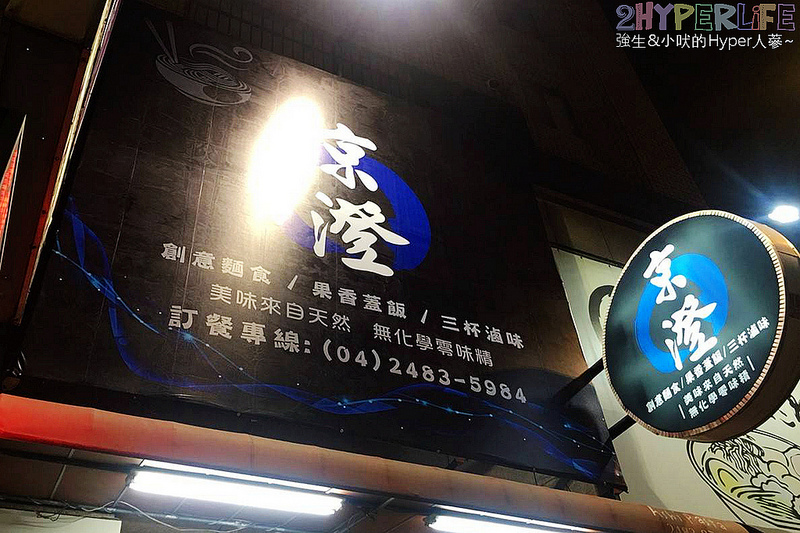 2HYPERLIFE
強生&小吠的Hyper人蔘~
京澄
創意麵食 / 果香蓋飯 / 三杯滷味
美味來自天然 無化學零味精
訂餐專線:(04)2483-5984
京澄
創意麵食/果香蓋飯/三杯滷味
美味來自天然
無化學零味精